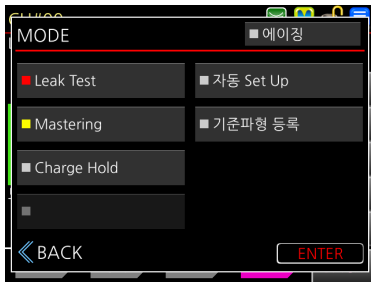 MODE
에이징
Leak Test
자동 Set Up
Mastering
기준파형 등록
Charge Hold
BACK
ENTER